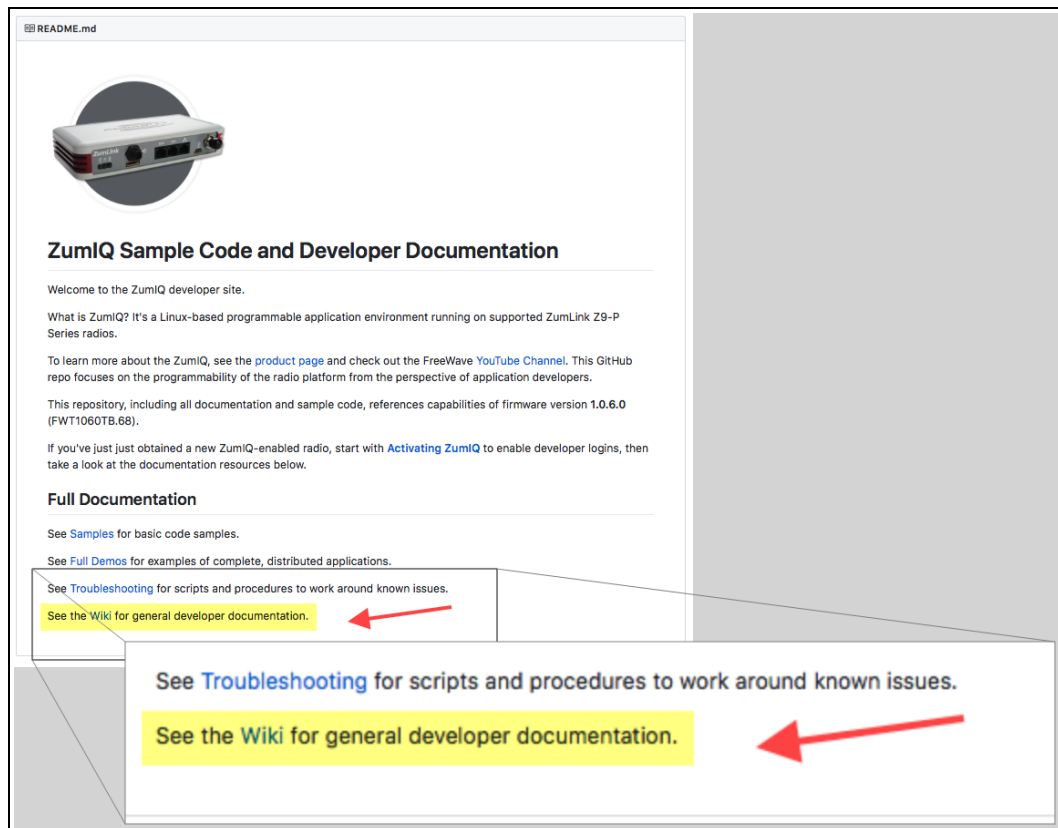 README.md
ZumLink
ZumIQ Sample Code and Developer Documentation
Welcome to the ZumIQ developer site.
What is ZumIQ? It's a Linux-based programmable application environment running on supported ZumLink Z9-P
Series radios.
To learn more about the ZumIQ, see the product page and check out the FreeWave YouTube Channel. This GitHub
repo focuses on the programmability of the radio platform from the perspective of application developers.
This repository, including all documentation and sample code, references capabilities of firmware version 1.0.6.0
(FWT1060TB.68).
If you've just just obtained a new ZumIQ-enabled radio, start with Activating ZumIQ to enable developer logins, then
take a look at the documentation resources below.
Full Documentation
See Samples for basic code samples.
See Full Demos for examples of complete, distributed applications.
See Troubleshooting for scripts and procedures to work around known issues.
See the Wiki for general developer documentation.
See Troubleshooting for scripts and procedures to work around known issues.
See the Wiki for general developer documentation.